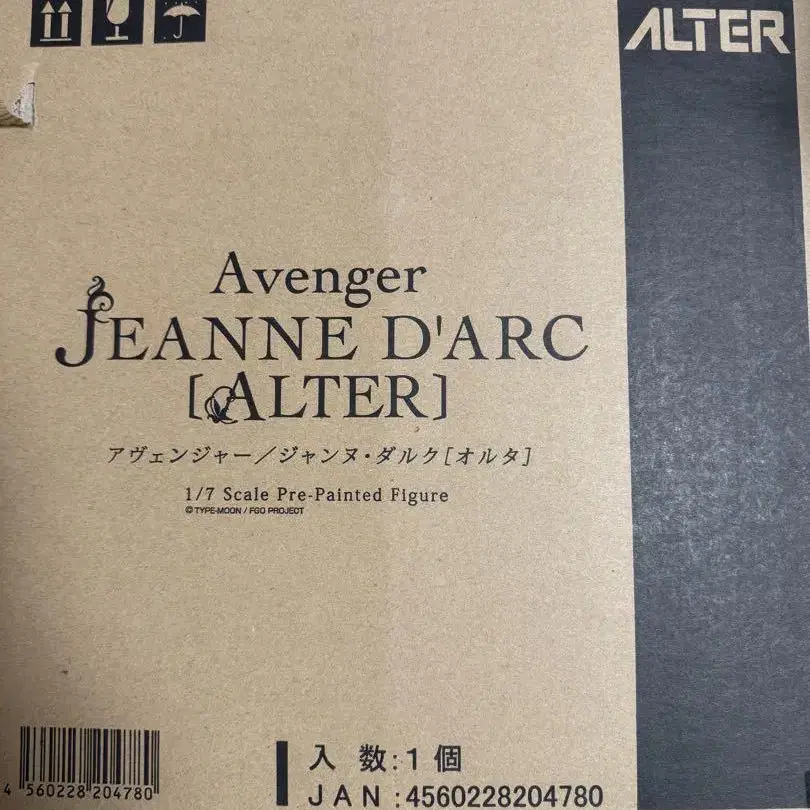 ALTER
Avenger
JEANNE D'ARC
[ALTER]
アヴェンジャー／ジャンヌ・ダルク[オルタ]
1/7 Scale Pre-Painted Figure
© TYPE-MOON / FGO PROJECT
入 数:1 個
JAN :4560228204780
4 560228 204780